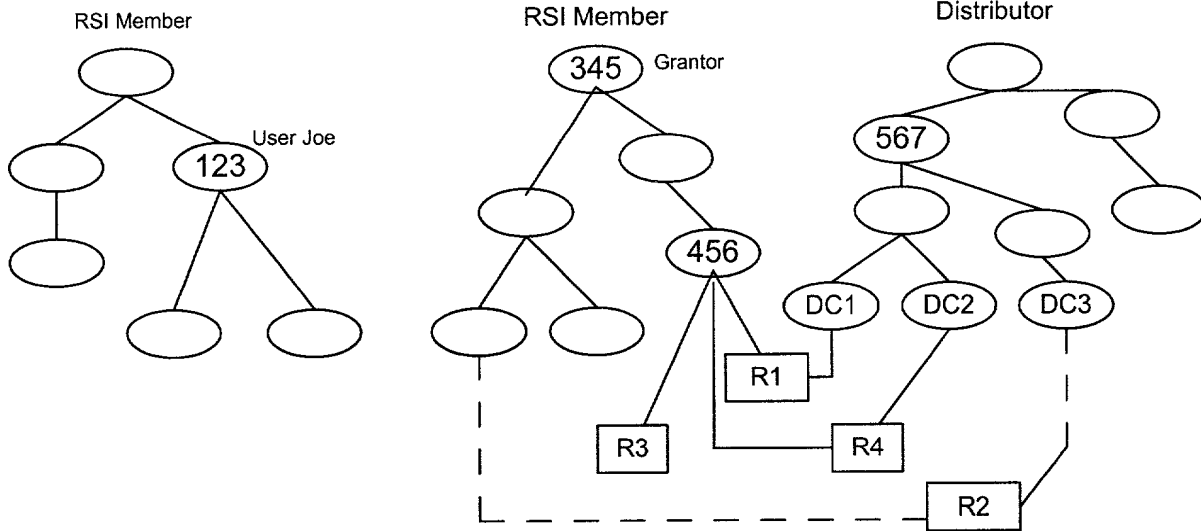 RSI Member
RSI Member
Distributor
345
Grantor
User Joe
123
567
456
DC1
DC2
DC3
R1
R3
R4
R2